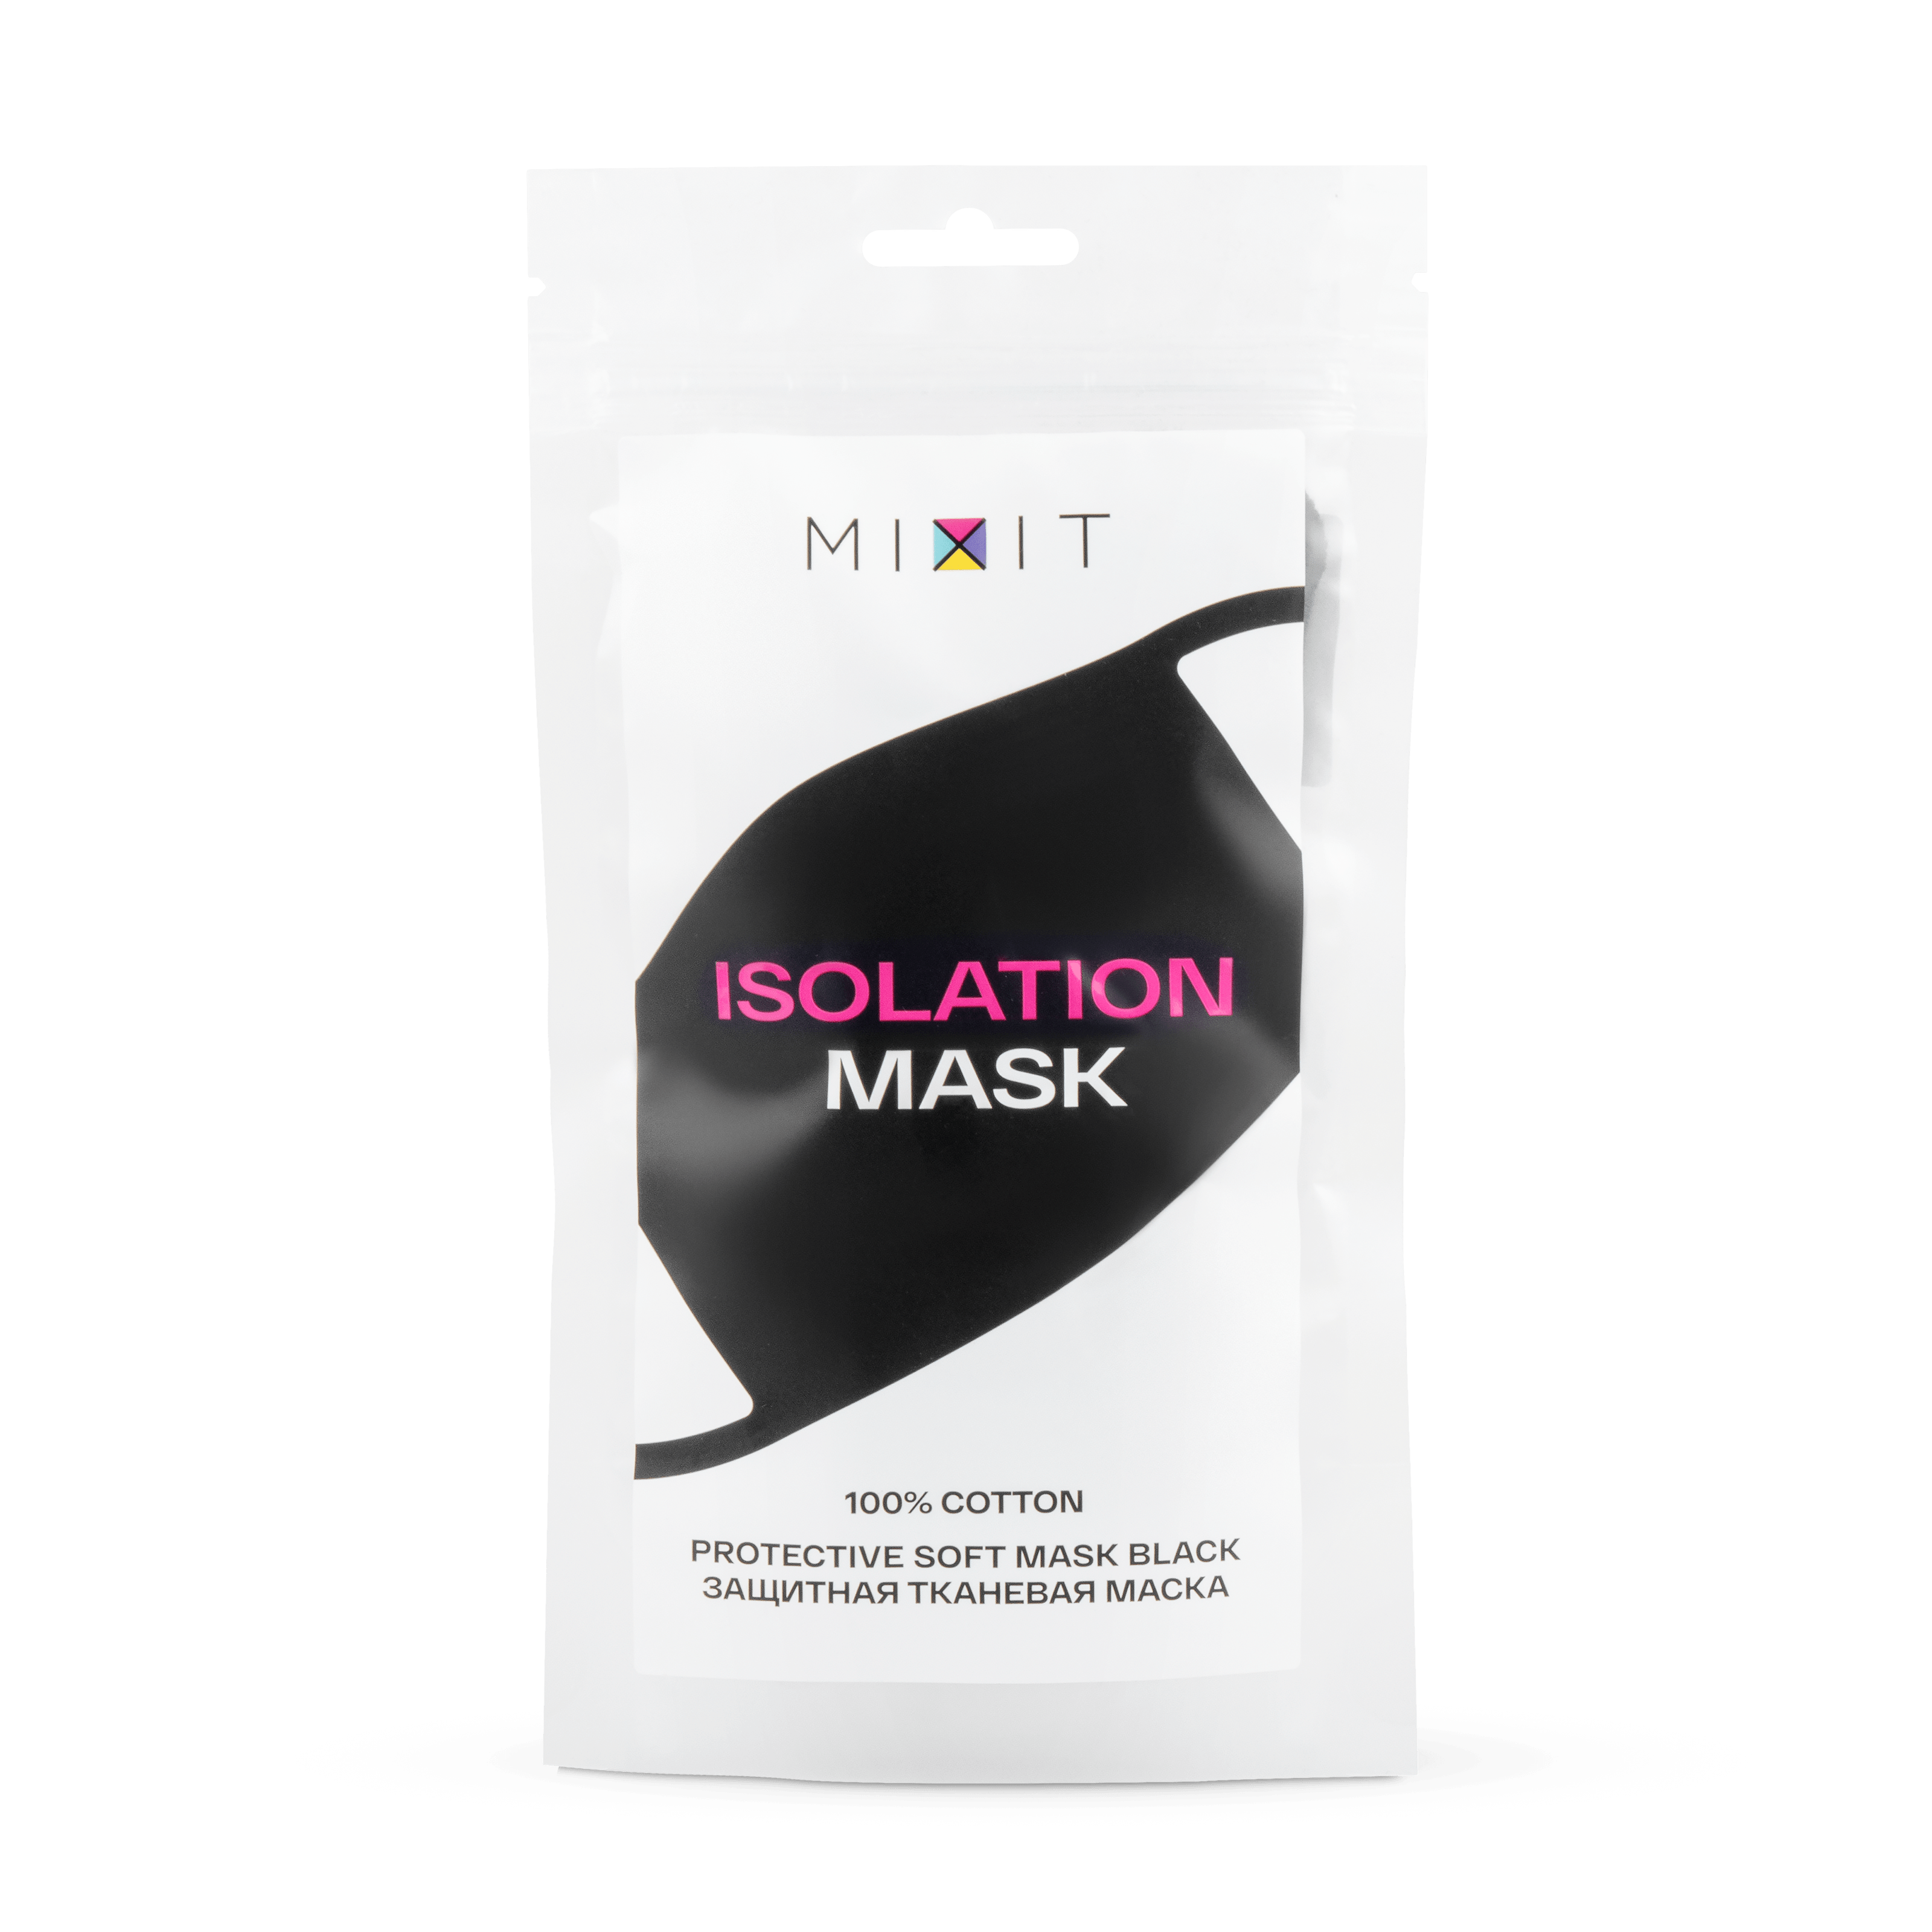 MIXIT
ISOLATION
MASK
100% COTTON
PROTECTIVE SOFT MASK BLACK
ЗАЩИТНАЯ ТКАНЕВАЯ МАСКА